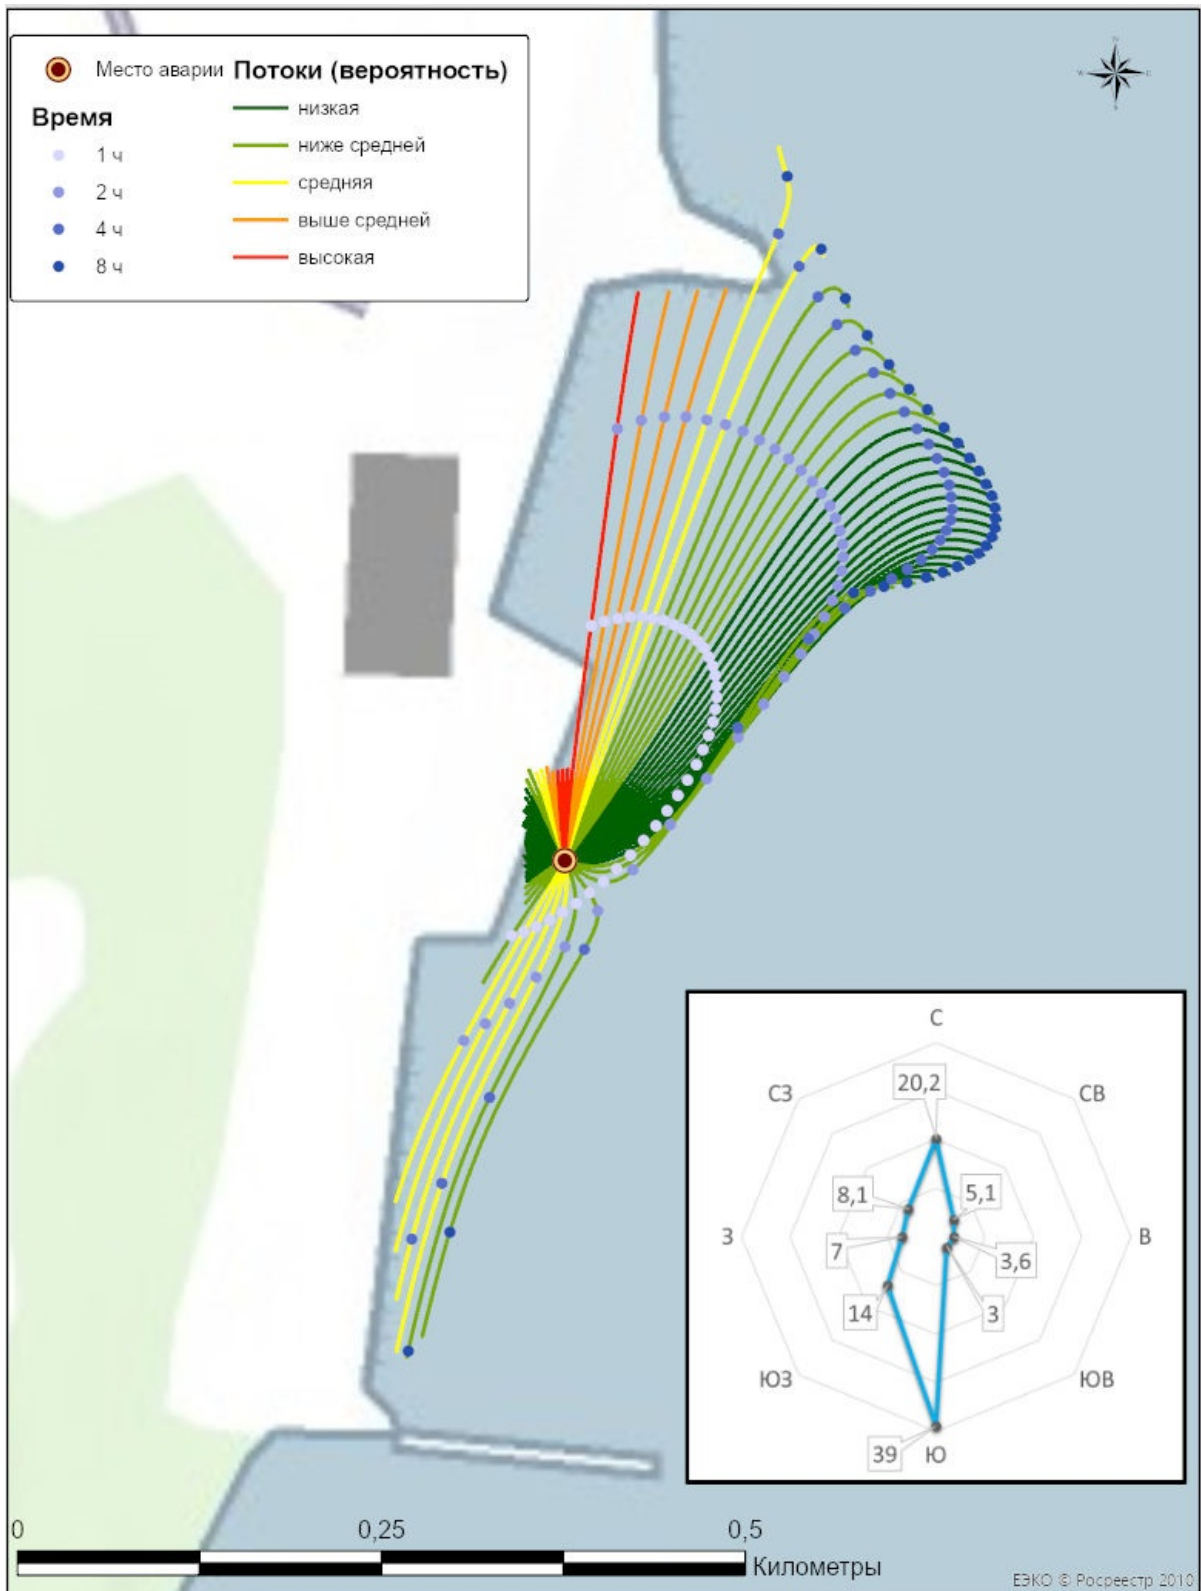 Место аварии
Потоки (вероятность)
низкая
Время
ниже средней
1 ч
средняя
2 ч
выше средней
4 ч
высокая
8 ч
N
W E
S
С
20,2
СЗ
СВ
8,1
5,1
З
В
7
3,6
14
3
ЮЗ
ЮВ
39
Ю
0
0,25
0,5
Километры
ЕЭКО © Росреестр 2010